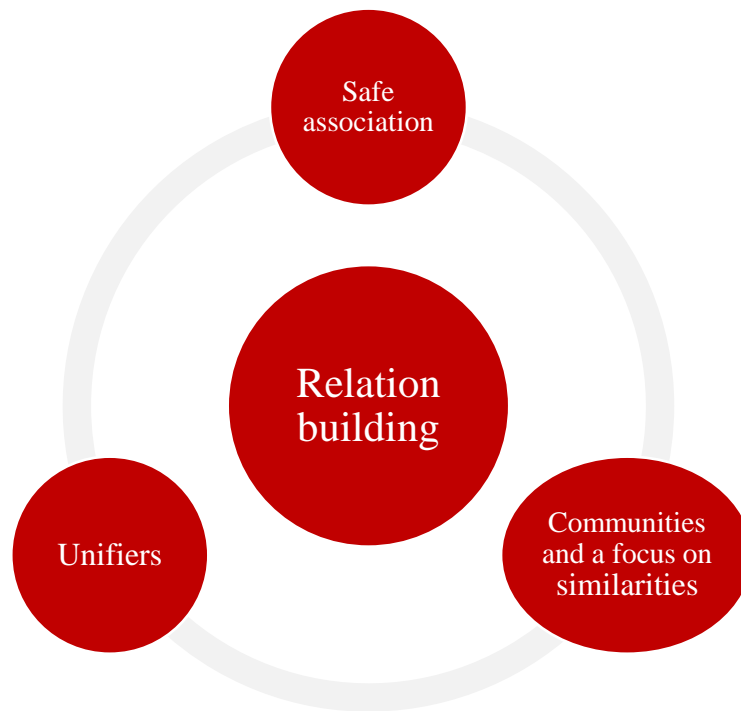 Safe
association
Relation
building
Unifiers
Communities
and a focus on
similarities